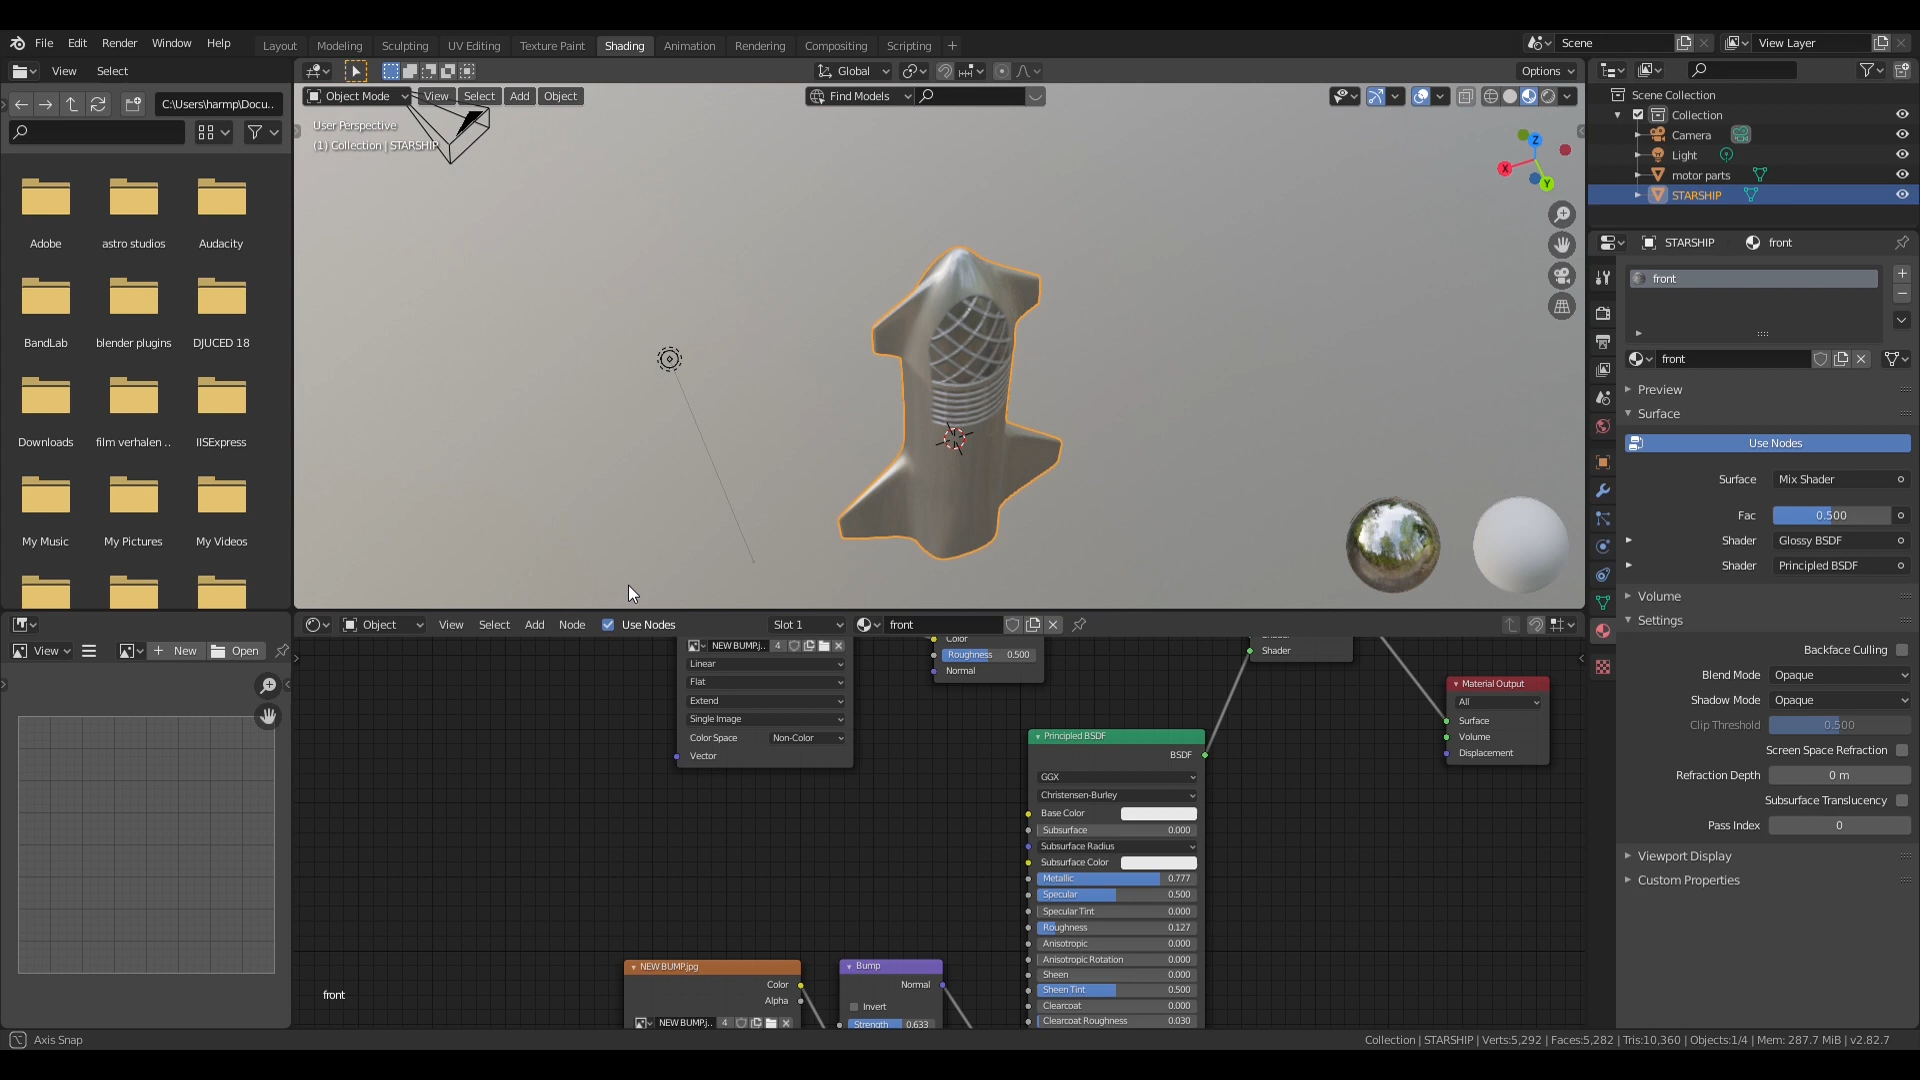 File Edit Render Window Help
Layout Modeling Sculpting UV Editing Texture Paint Shading Animation Rendering Compositing Scripting +
Scene
View Layer
View Select
Global
Options
C:\Users\harmp\Docu..
Object Mode View Select Add Object
Find Models
User Perspective
(1) Collection | STARSHIP
Z
X
Y
Adobe astro studios Audacity
BandLab blender plugins DJUCED 18
Downloads film verhalen .. IISExpress
My Music My Pictures My Videos
Scene Collection
Collection
Camera
Light
motor parts
STARSHIP
STARSHIP front
front
front
Preview
Surface
Use Nodes
Surface Mix Shader
Fac 0.500
Shader Glossy BSDF
Shader Principled BSDF
Volume
Settings
Backface Culling
Blend Mode Opaque
Shadow Mode Opaque
Clip Threshold 0.500
Screen Space Refraction
Refraction Depth 0 m
Subsurface Translucency
Pass Index 0
Viewport Display
Custom Properties
View + New Open
Object View Select Add Node Use Nodes Slot 1 front
NEW BUMP.j.. 4
Linear
Flat
Extend
Single Image
Color Space Non-Color
Vector
Color
Roughness 0.500
Normal
Shader
Material Output
All
Surface
Volume
Displacement
Principled BSDF
BSDF
GGX
Christensen-Burley
Base Color
Subsurface 0.000
Subsurface Radius
Subsurface Color
Metallic 0.777
Specular 0.500
Specular Tint 0.000
Roughness 0.127
Anisotropic 0.000
Anisotropic Rotation 0.000
Sheen 0.000
Sheen Tint 0.500
Clearcoat 0.000
Clearcoat Roughness 0.030
NEW BUMP.jpg
Color
Alpha
NEW BUMP.j.. 4
Bump
Normal
Invert
Strength 0.633
front
Axis Snap
Collection | STARSHIP | Verts:5,292 | Faces:5,282 | Tris:10,360 | Objects:1/4 | Mem: 287.7 MiB | v2.82.7